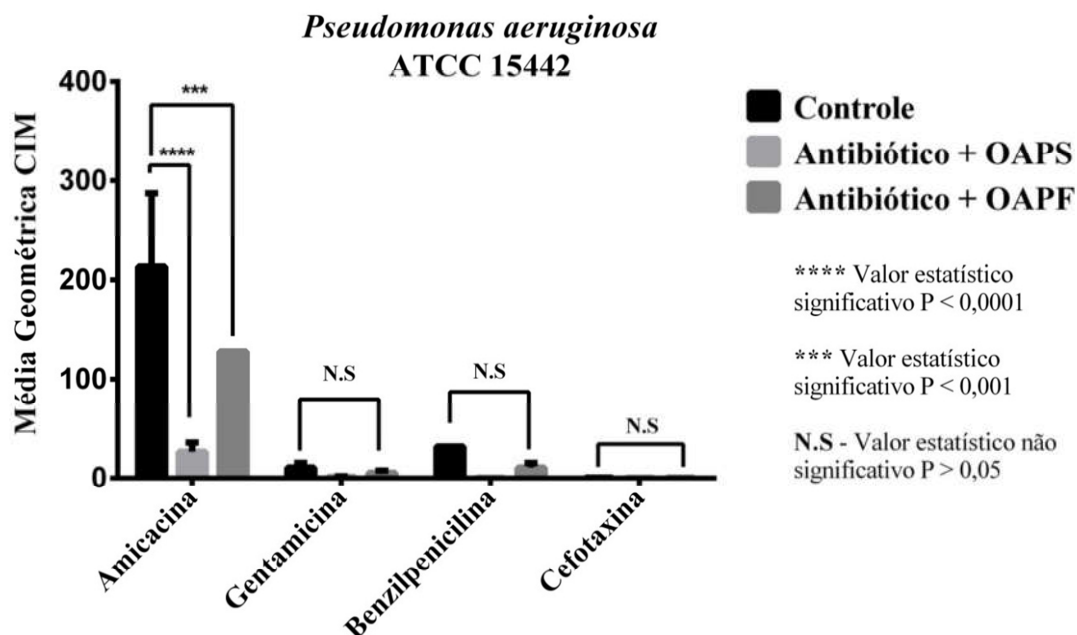 Pseudomonas aeruginosa
ATCC 15442
Média Geométrica CIM
400
300
200
100
0
***
****
N.S
N.S
N.S
Amicacina
Gentamicina
Benzilpenicilina
Cefotaxina
Controle
Antibiótico + OAPS
Antibiótico + OAPF
**** Valor estatístico
significativo P < 0,0001
*** Valor estatístico
significativo P < 0,001
N.S - Valor estatístico não
significativo P > 0,05